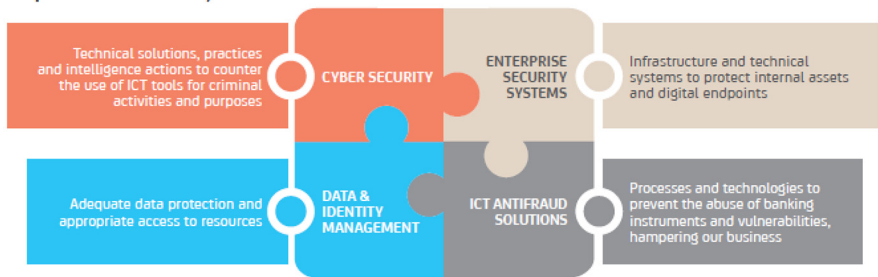 Technical solutions, practices
and intelligence actions to counter
the use of ICT tools for criminal
activities and purposes
CYBER SECURITY
ENTERPRISE
SECURITY
SYSTEMS
Infrastructure and technical
systems to protect internal assets
and digital endpoints
Adequate data protection and
appropriate access to resources
DATA &
IDENTITY
MANAGEMENT
ICT ANTIFRAUD
SOLUTIONS
Processes and technologies to
prevent the abuse of banking
instruments and vulnerabilities,
hampering our business